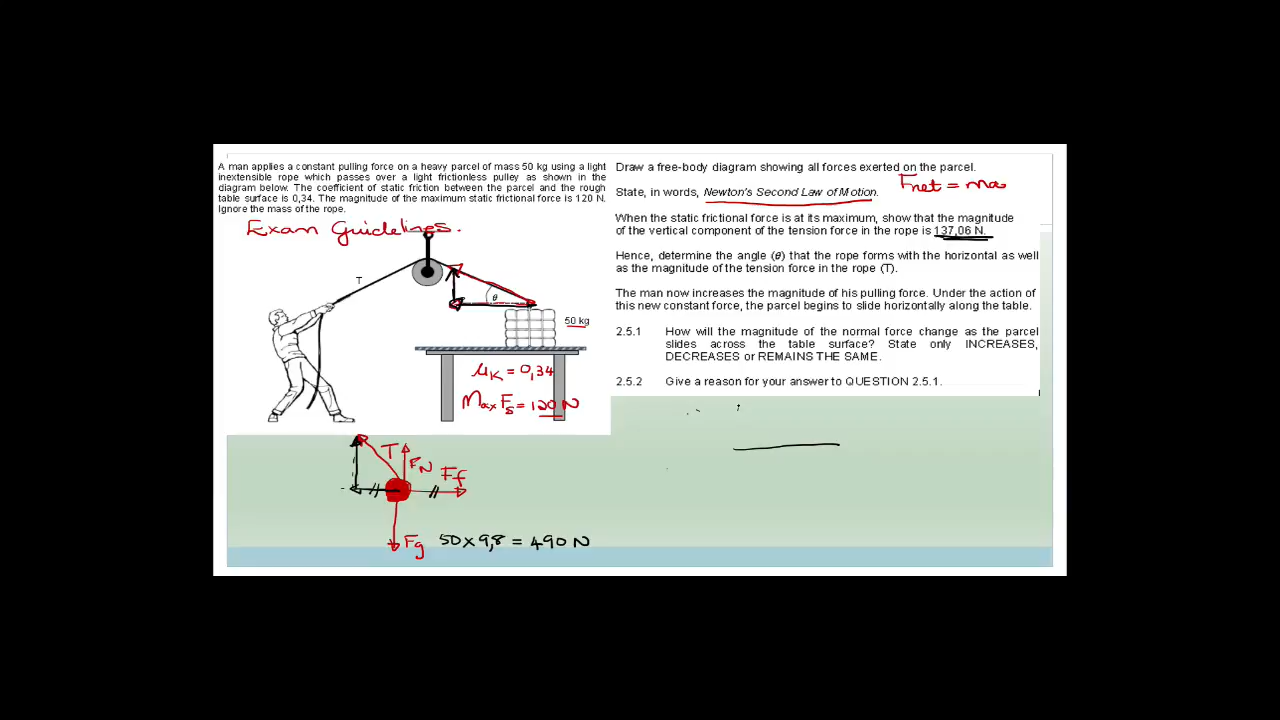 A man applies a constant pulling force on a heavy parcel of mass 50 kg using a light
inextensible rope which passes over a light frictionless pulley as shown in the
diagram below. The coefficient of static friction between the parcel and the rough
table surface is 0,34. The magnitude of the maximum static frictional force is 120 N.
Ignore the mass of the rope.
Exam Guidelines.
T
θ
50 kg
μK = 0,34
Max Fs = 120 N
T
FN
Ff
Fg
50 x 9,8 = 490 N
Draw a free-body diagram showing all forces exerted on the parcel.
State, in words, Newton's Second Law of Motion.
Fnet = ma
When the static frictional force is at its maximum, show that the magnitude
of the vertical component of the tension force in the rope is 137,06 N.
Hence, determine the angle (θ) that the rope forms with the horizontal as well
as the magnitude of the tension force in the rope (T).
The man now increases the magnitude of his pulling force. Under the action of
this new constant force, the parcel begins to slide horizontally along the table.
2.5.1 How will the magnitude of the normal force change as the parcel
slides across the table surface? State only INCREASES,
DECREASES or REMAINS THE SAME.
2.5.2 Give a reason for your answer to QUESTION 2.5.1.